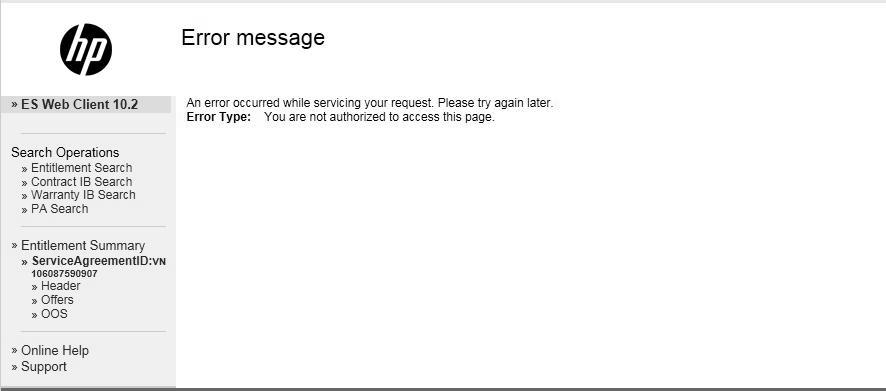 hp
Error message
» ES Web Client 10.2
An error occurred while servicing your request. Please try again later.
Error Type: You are not authorized to access this page.
Search Operations
» Entitlement Search
» Contract IB Search
» Warranty IB Search
» PA Search
» Entitlement Summary
» ServiceAgreementID:VN
106087590907
» Header
» Offers
» OOS
» Online Help
» Support